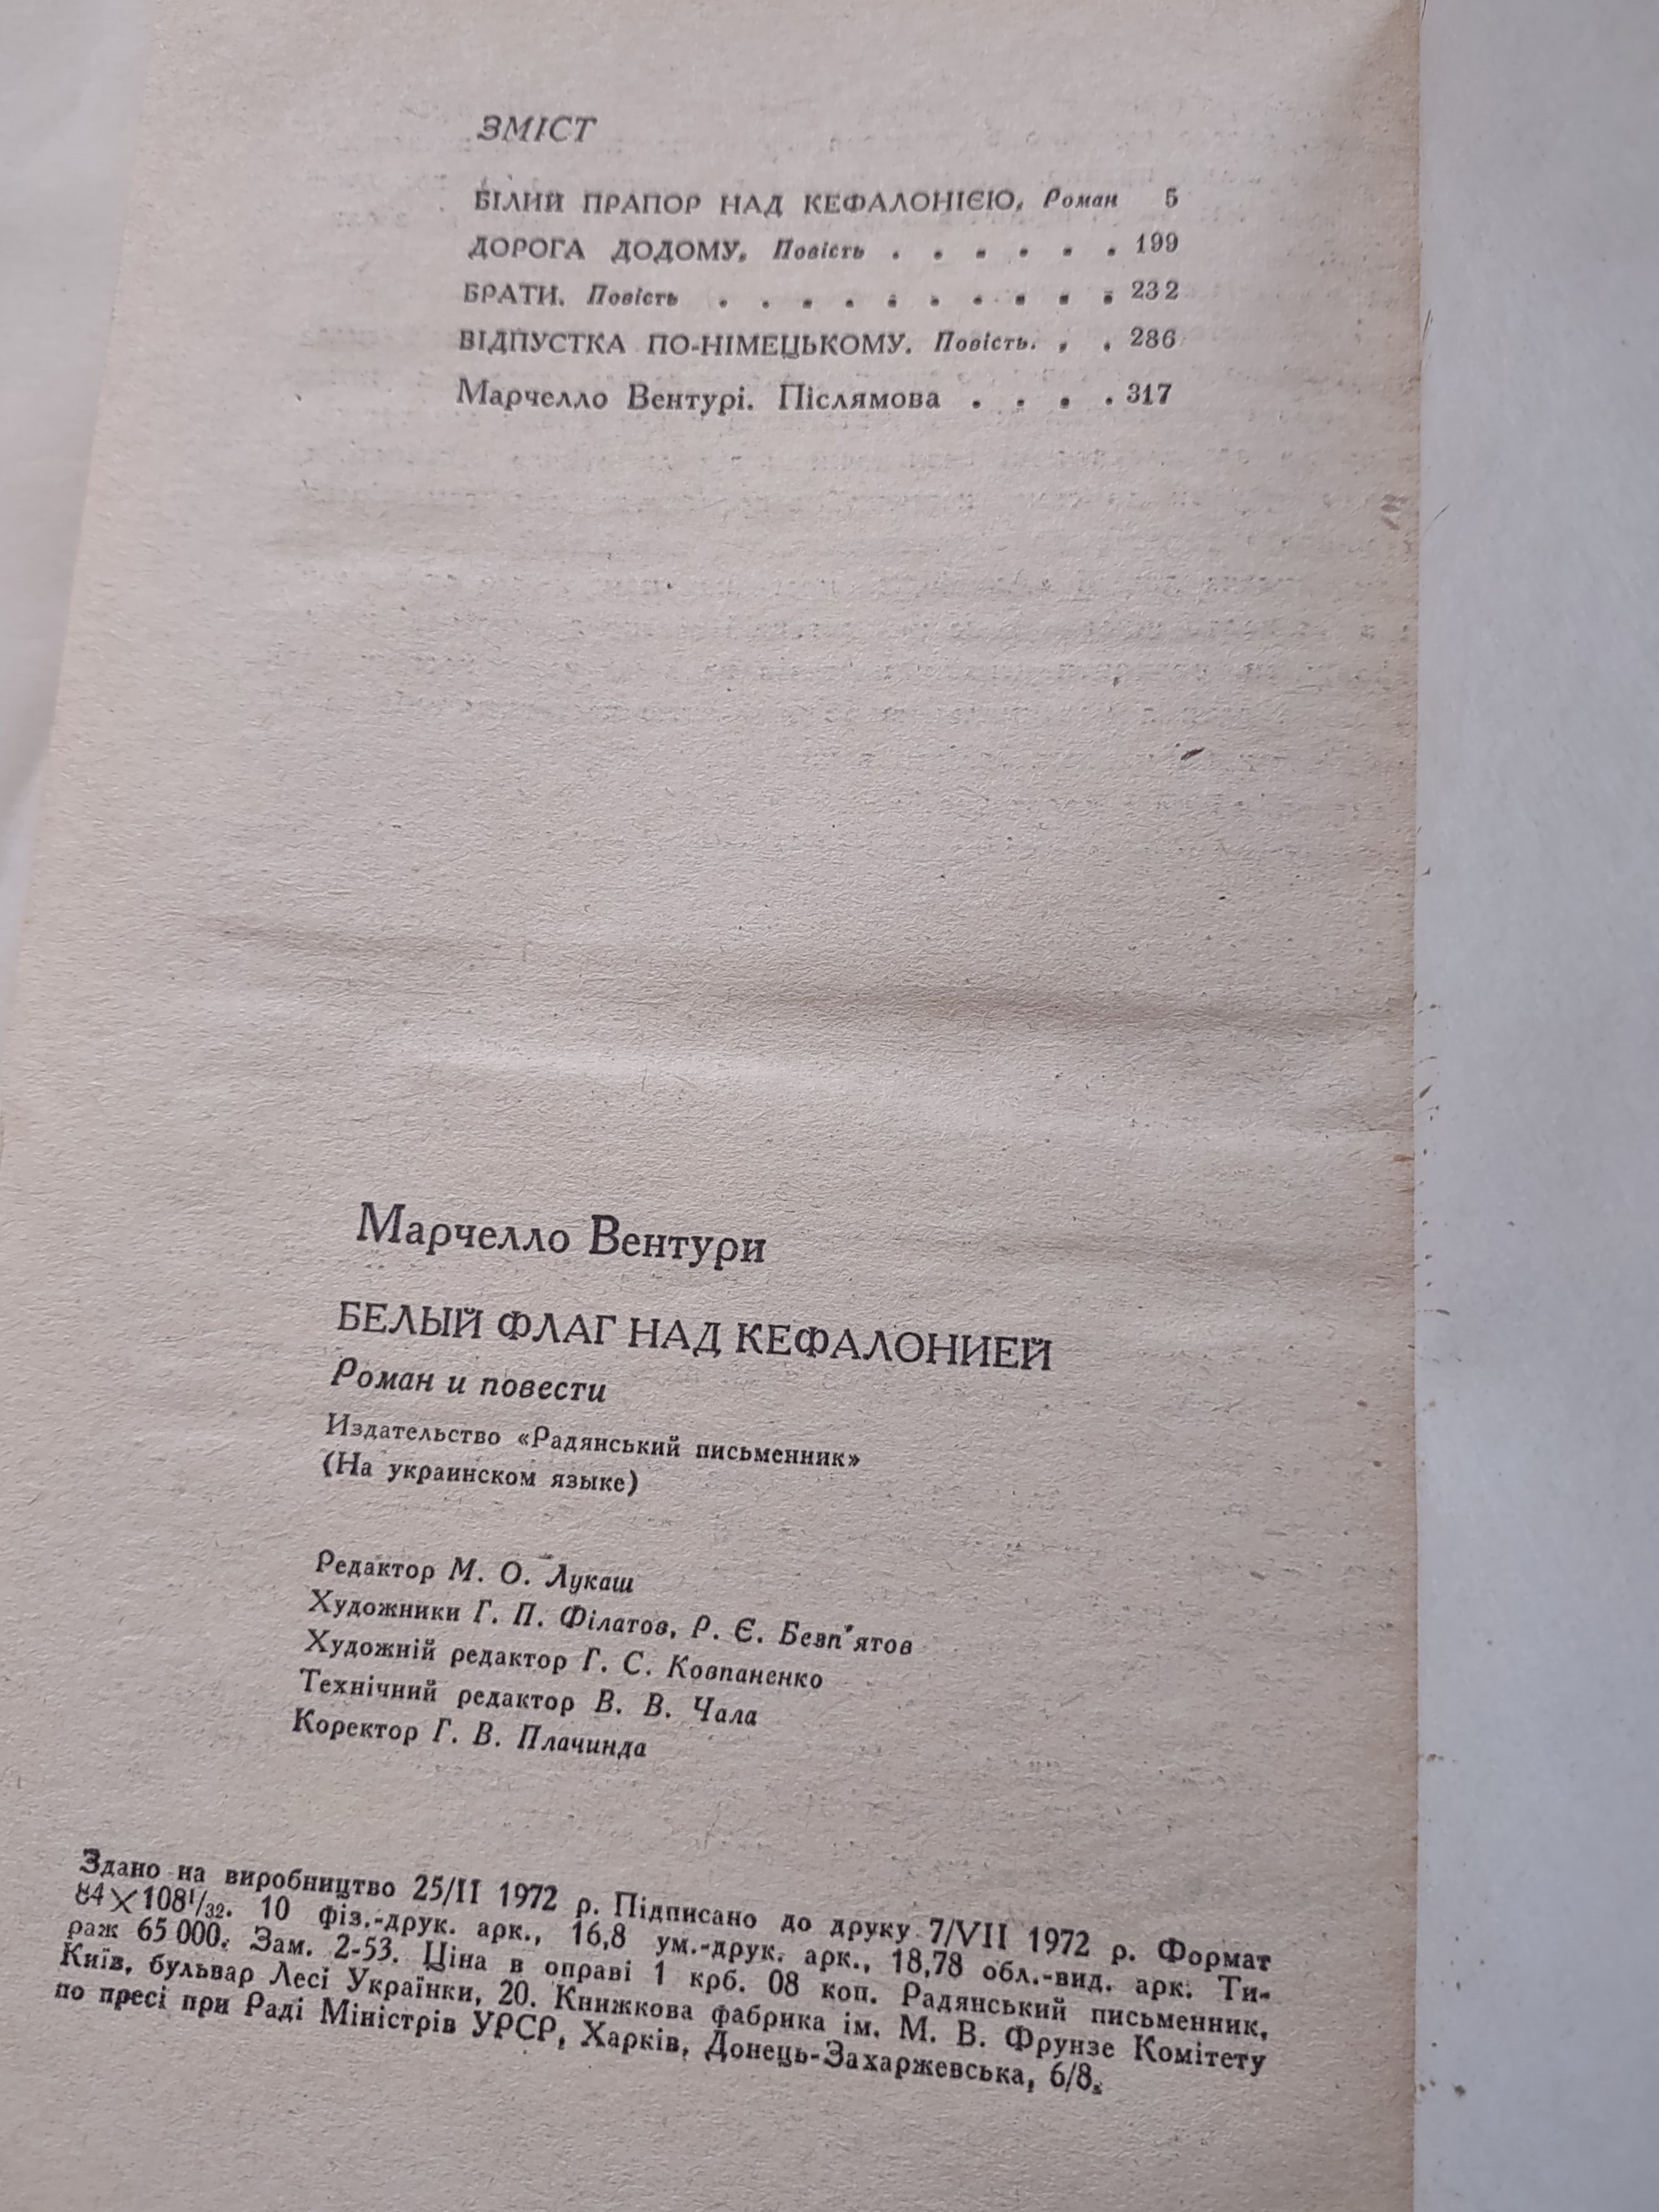 ЗМІСТ
БІЛИЙ ПРАПОР НАД КЕФАЛОНІЄЮ. Роман 5
ДОРОГА ДОДОМУ. Повість . . . . . . 199
БРАТИ. Повість . . . . . . . . . . 232
ВІДПУСТКА ПО-НІМЕЦЬКОМУ. Повість. . . 286
Марчелло Вентурі. Післямова . . . . 317
Марчелло Вентури
БЕЛЫЙ ФЛАГ НАД КЕФАЛОНИЕЙ
Роман и повести
Издательство «Радянський письменник»
(На украинском языке)
Редактор М. О. Лукаш
Художники Г. П. Філатов, Р. Є. Безп'ятов
Художній редактор Г. С. Ковпаненко
Технічний редактор В. В. Чала
Коректор Г. В. Плачинда
Здано на виробництво 25/II 1972 р. Підписано до друку 7/VII 1972 р. Формат
84×108¹/₃₂. 10 фіз.-друк. арк., 16,8 ум.-друк. арк., 18,78 обл.-вид. арк. Ти-
раж 65 000. Зам. 2-53. Ціна в оправі 1 крб. 08 коп. Радянський письменник,
Київ, бульвар Лесі Українки, 20. Книжкова фабрика ім. М. В. Фрунзе Комітету
по пресі при Раді Міністрів УРСР, Харків, Донець-Захаржевська, 6/8.